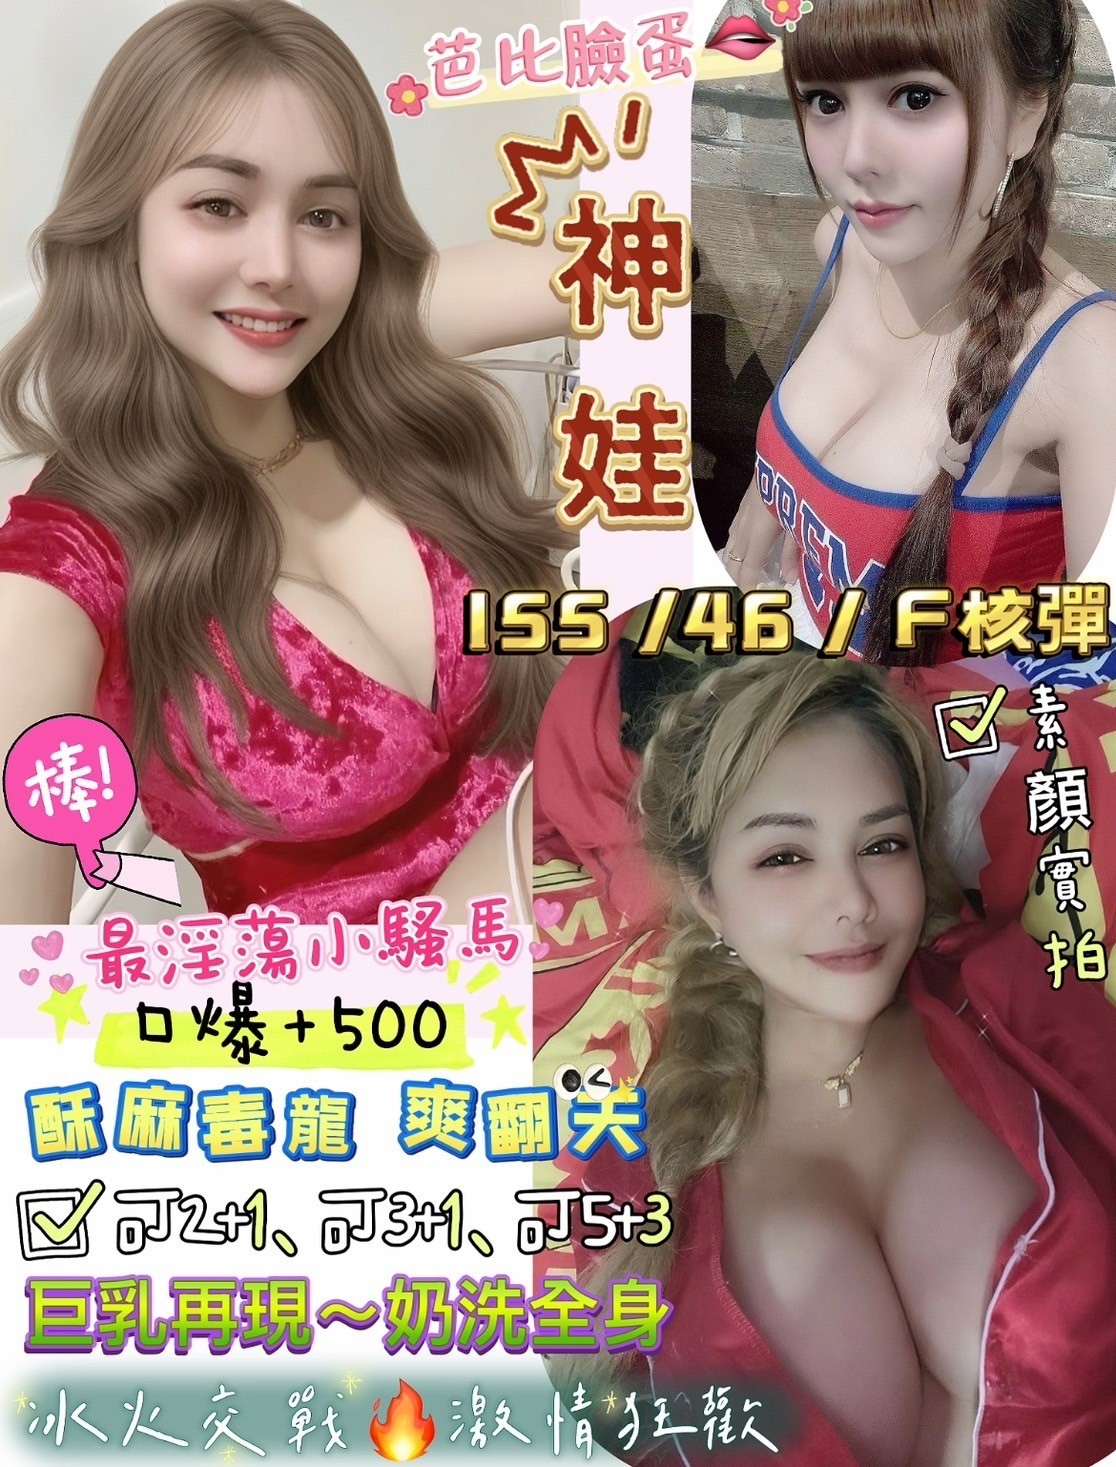 芭比臉蛋
神娃
PREM
155 /46 / F核彈
素顏實拍
棒!
最淫蕩小騷馬
口爆+500
酥麻毒龍 爽翻天
可2+1、可3+1、可5+3
巨乳再現～奶洗全身
冰火交戰🔥激情狂歡